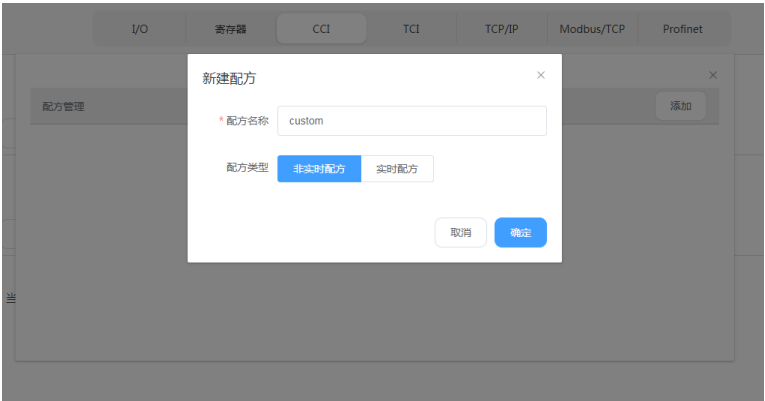 I/O 寄存器 CCI TCI TCP/IP Modbus/TCP Profinet
新建配方
配方管理 添加
* 配方名称 custom
配方类型 非实时配方 实时配方
取消 确定
当